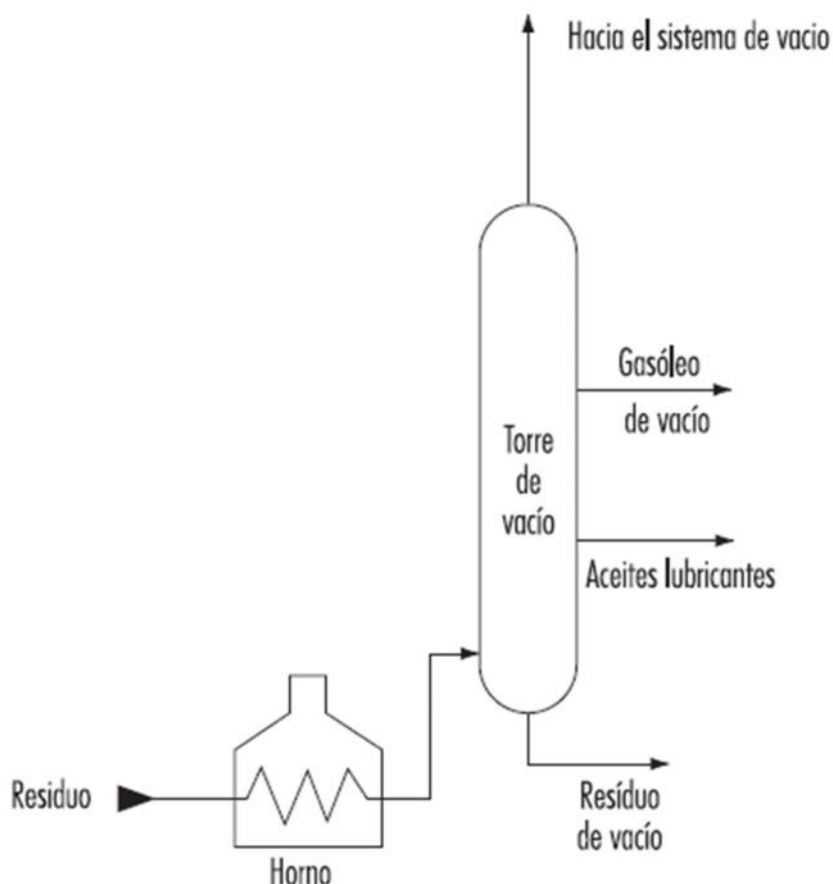 Hacia el sistema de vacio
Gasóleo
de vacío
Torre
de
vacío
Aceites lubricantes
Residuo
Horno
Resíduo
de vacío